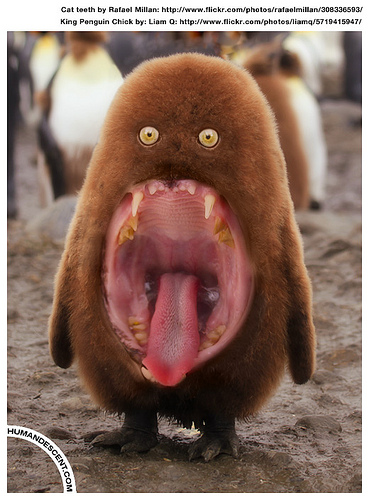 Cat teeth by Rafael Millan: http://www.flickr.com/photos/rafaelmillan/308336593/
King Penguin Chick by: Liam Q: http://www.flickr.com/photos/liamq/5719415947/
HUMANDESCENT.COM